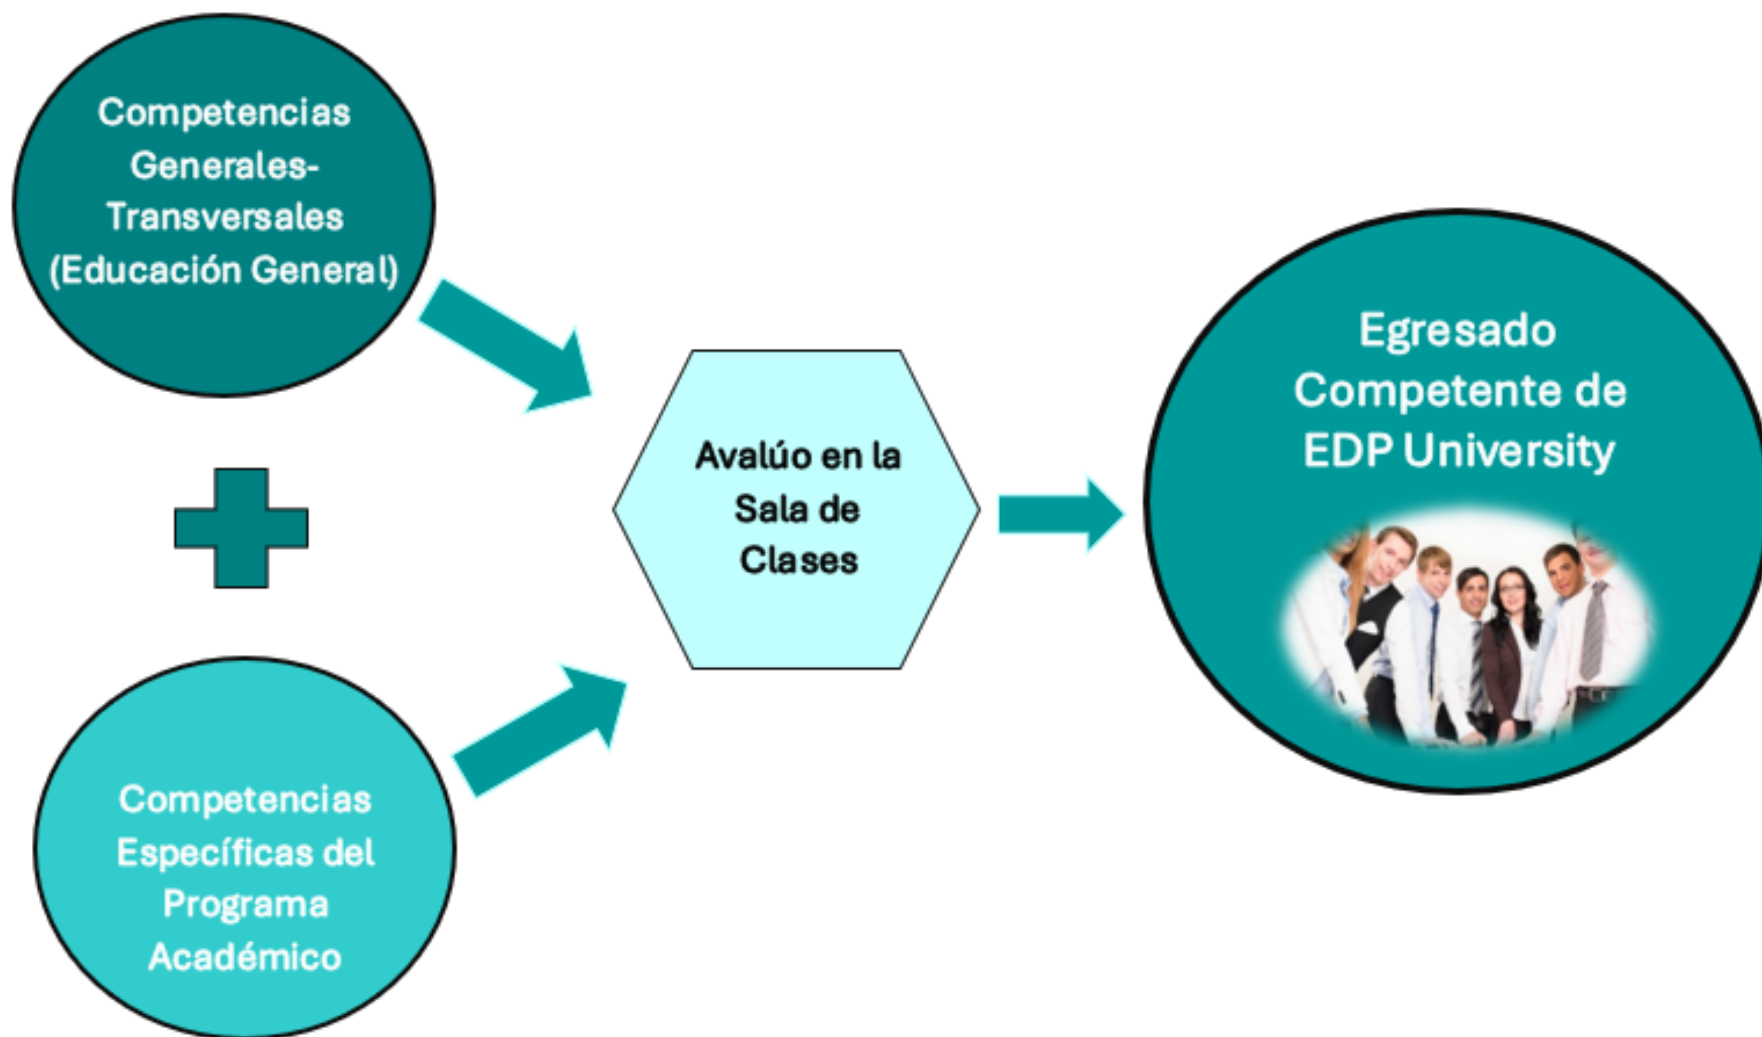 Competencias
Generales-
Transversales
(Educación General)
Competencias
Específicas del
Programa
Académico
Avalúo en la
Sala de
Clases
Egresado
Competente de
EDP University